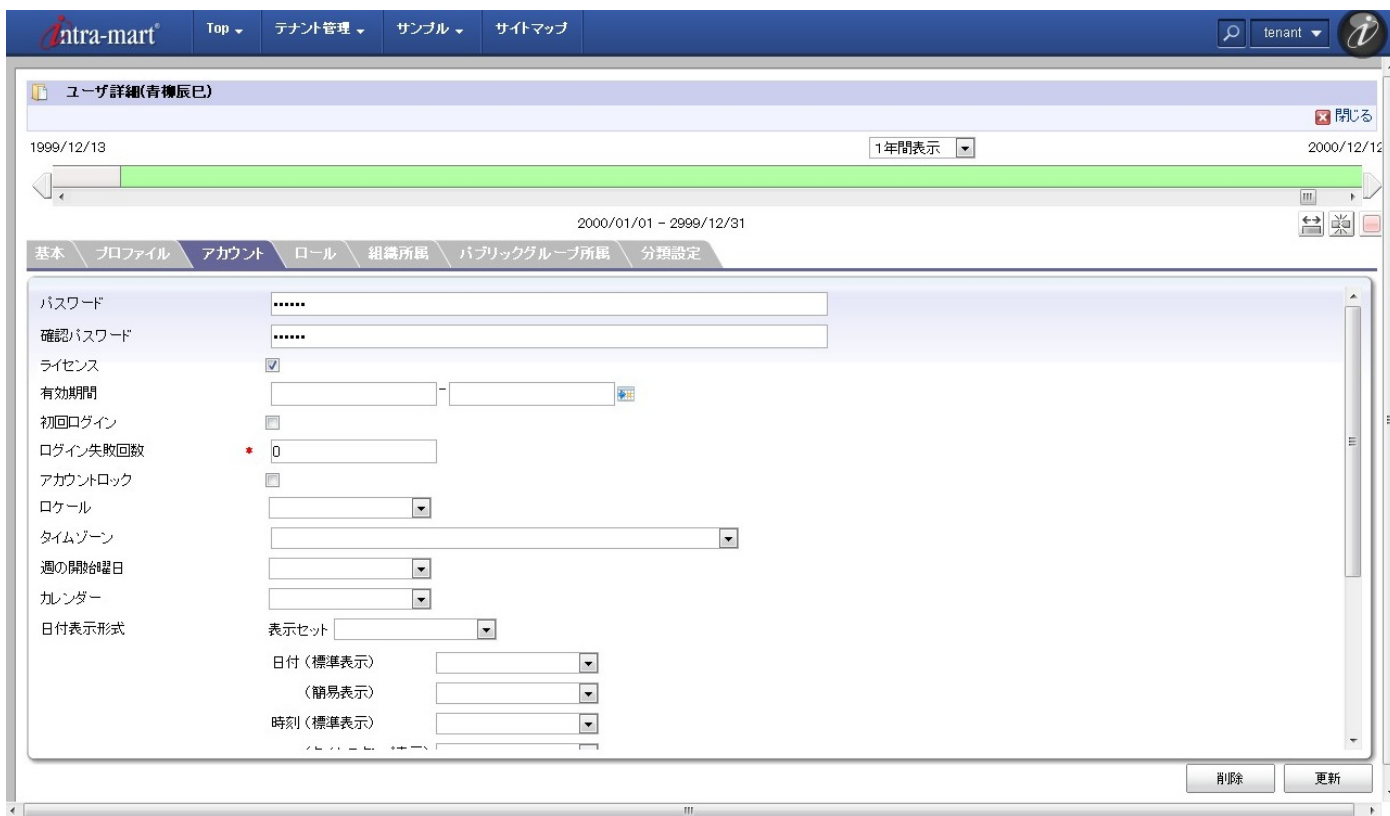 intra-mart®
Top テナント管理 サンプル サイトマップ
tenant
ユーザ詳細(青柳辰巳)
閉じる
1999/12/13 1年間表示 2000/12/12
2000/01/01 - 2999/12/31
基本 プロファイル アカウント ロール 組織所属 パブリックグループ所属 分類設定
パスワード ••••••
確認パスワード ••••••
ライセンス
有効期間 -
初回ログイン
ログイン失敗回数 * 0
アカウントロック
ロケール
タイムゾーン
週の開始曜日
カレンダー
日付表示形式 表示セット
日付（標準表示）
（簡易表示）
時刻（標準表示）
削除 更新